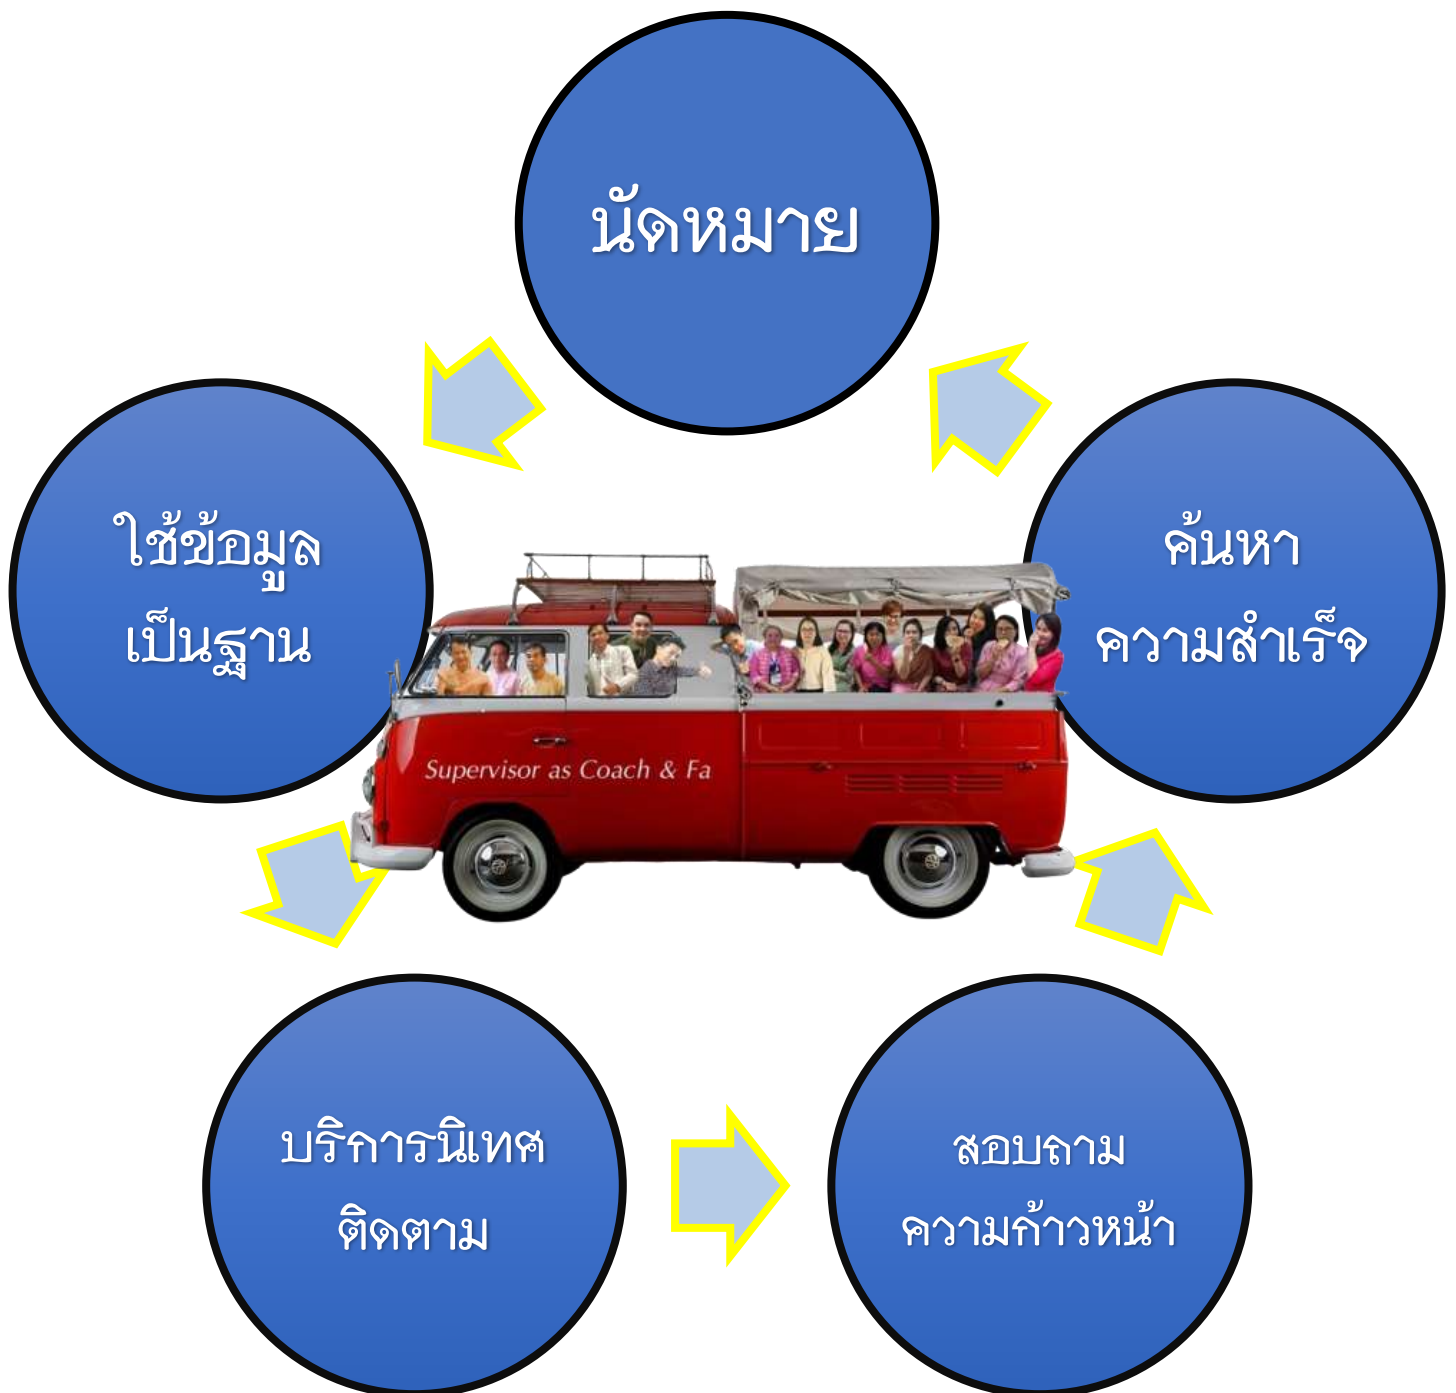 นัดหมาย
ใช้ข้อมูล
เป็นฐาน
ค้นหา
ความสำเร็จ
Supervisor as Coach & Fa
บริการนิเทศ
ติดตาม
สอบถาม
ความก้าวหน้า